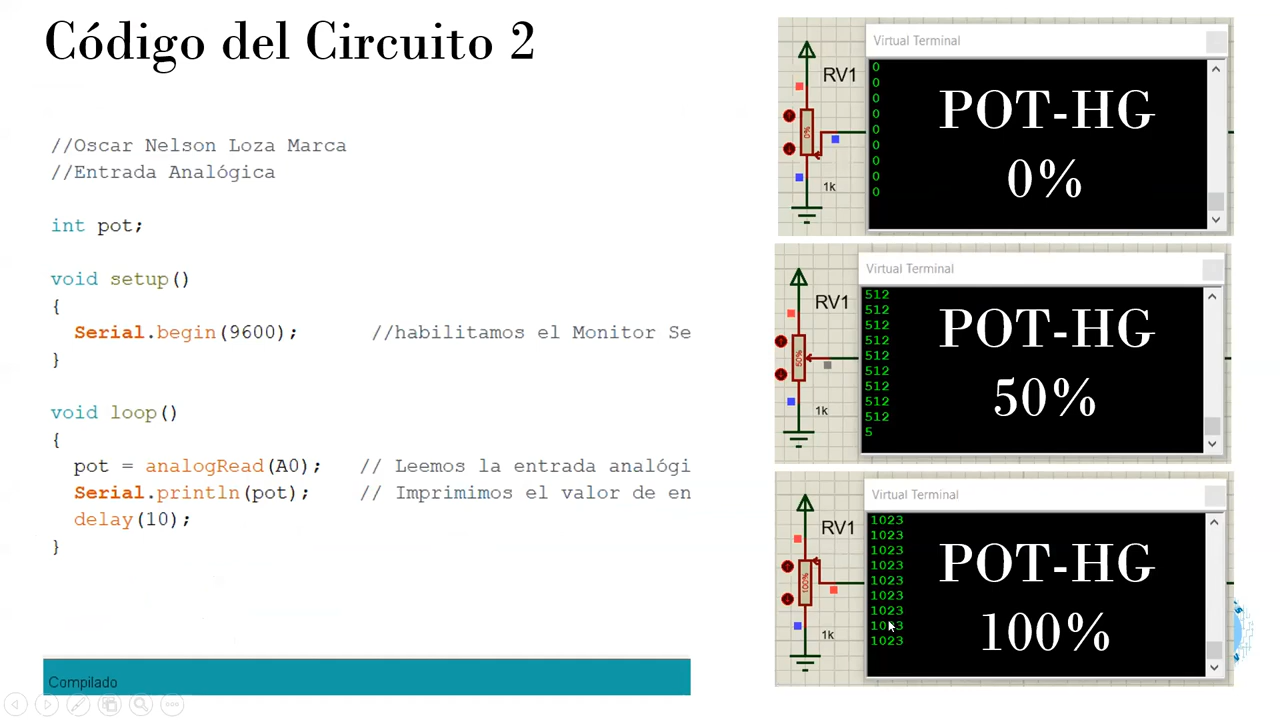 Código del Circuito 2
//Oscar Nelson Loza Marca
//Entrada Analógica
int pot;
void setup()
{
Serial.begin(9600); //habilitamos el Monitor Se
}
void loop()
{
pot = analogRead(A0); // Leemos la entrada analógi
Serial.println(pot); // Imprimimos el valor de en
delay(10);
}
Compilado
RV1
0%
1k
Virtual Terminal
0
0
0
0
0
0
0
0
0
POT-HG
0%
RV1
50%
1k
Virtual Terminal
512
512
512
512
512
512
512
512
512
5
POT-HG
50%
RV1
100%
1k
Virtual Terminal
1023
1023
1023
1023
1023
1023
1023
1023
1023
POT-HG
100%